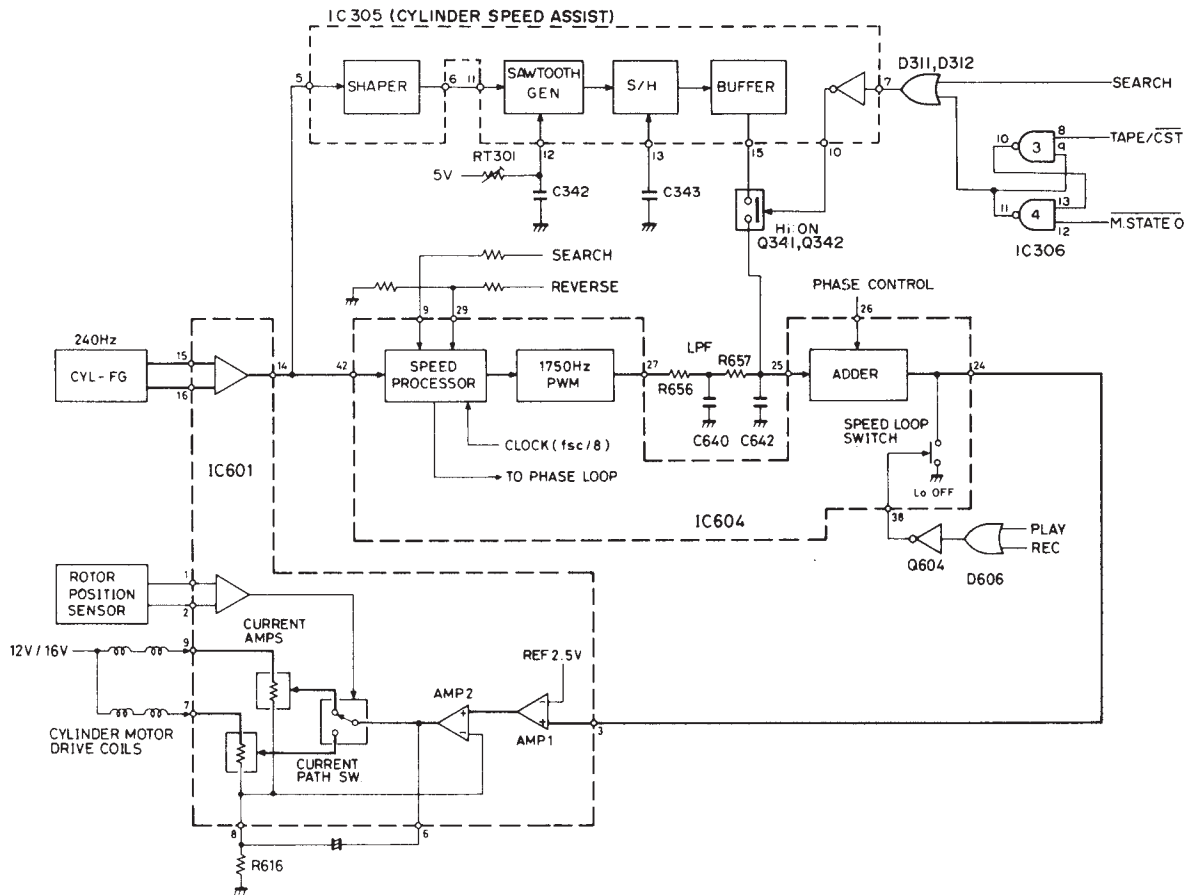 IC305 (CYLINDER SPEED ASSIST)
D311,D312
5
SHAPER
6
11
SAWTOOTH
GEN
S/H
BUFFER
7
SEARCH
10
3
8
9
TAPE/CST
RT301
12
13
15
10
5V
C342
C343
11
4
13
12
M.STATE 0
IC306
Hi:ON
Q341,Q342
SEARCH
REVERSE
PHASE CONTROL
9
29
26
240Hz
CYL-FG
15
16
14
42
SPEED
PROCESSOR
1750Hz
PWM
27
LPF
R656
R657
25
ADDER
24
C640
C642
SPEED LOOP
SWITCH
CLOCK (fsc/8)
TO PHASE LOOP
Lo OFF
IC601
IC604
38
PLAY
REC
Q604
D606
ROTOR
POSITION
SENSOR
1
2
CURRENT
AMPS
12V/16V
9
REF 2.5V
7
AMP2
+
-
-
+
AMP1
3
CYLINDER MOTOR
DRIVE COILS
CURRENT
PATH SW.
8
6
R616